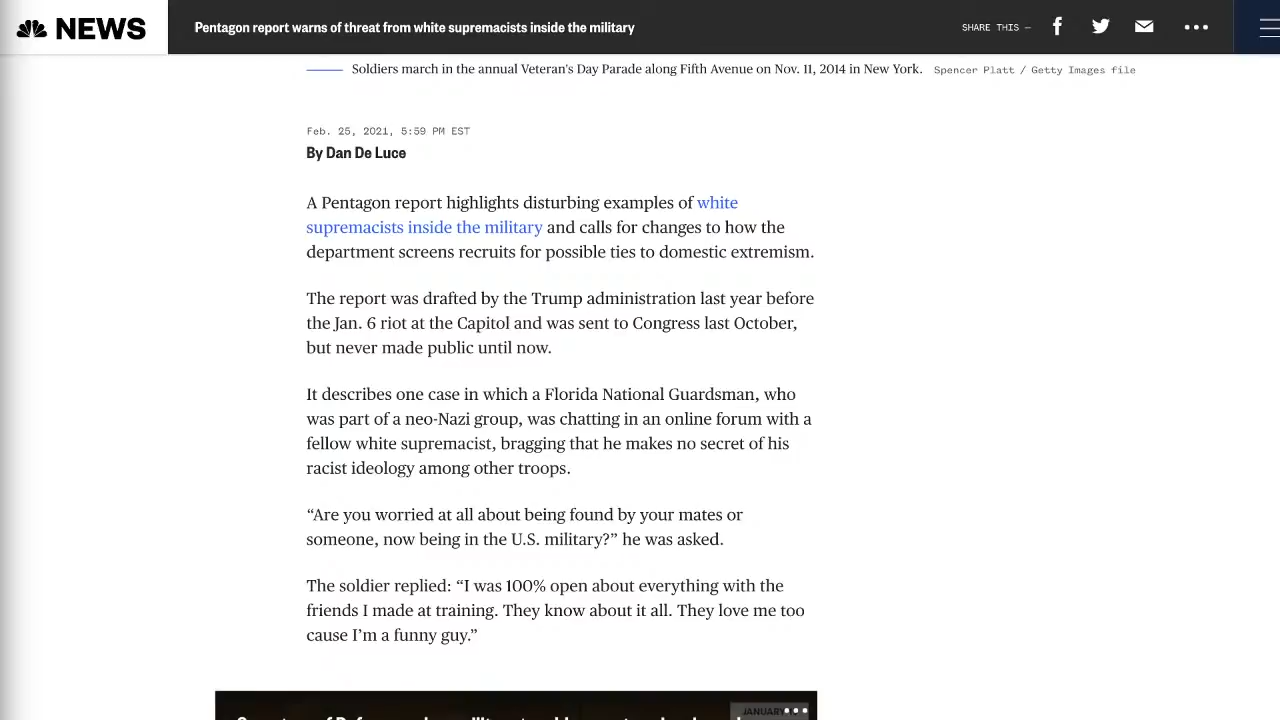 NEWS
Pentagon report warns of threat from white supremacists inside the military
SHARE THIS —
Soldiers march in the annual Veteran's Day Parade along Fifth Avenue on Nov. 11, 2014 in New York. Spencer Platt / Getty Images file
Feb. 25, 2021, 5:59 PM EST
By Dan De Luce
A Pentagon report highlights disturbing examples of white
supremacists inside the military and calls for changes to how the
department screens recruits for possible ties to domestic extremism.
The report was drafted by the Trump administration last year before
the Jan. 6 riot at the Capitol and was sent to Congress last October,
but never made public until now.
It describes one case in which a Florida National Guardsman, who
was part of a neo-Nazi group, was chatting in an online forum with a
fellow white supremacist, bragging that he makes no secret of his
racist ideology among other troops.
“Are you worried at all about being found by your mates or
someone, now being in the U.S. military?” he was asked.
The soldier replied: “I was 100% open about everything with the
friends I made at training. They know about it all. They love me too
cause I’m a funny guy.”
JANUARY